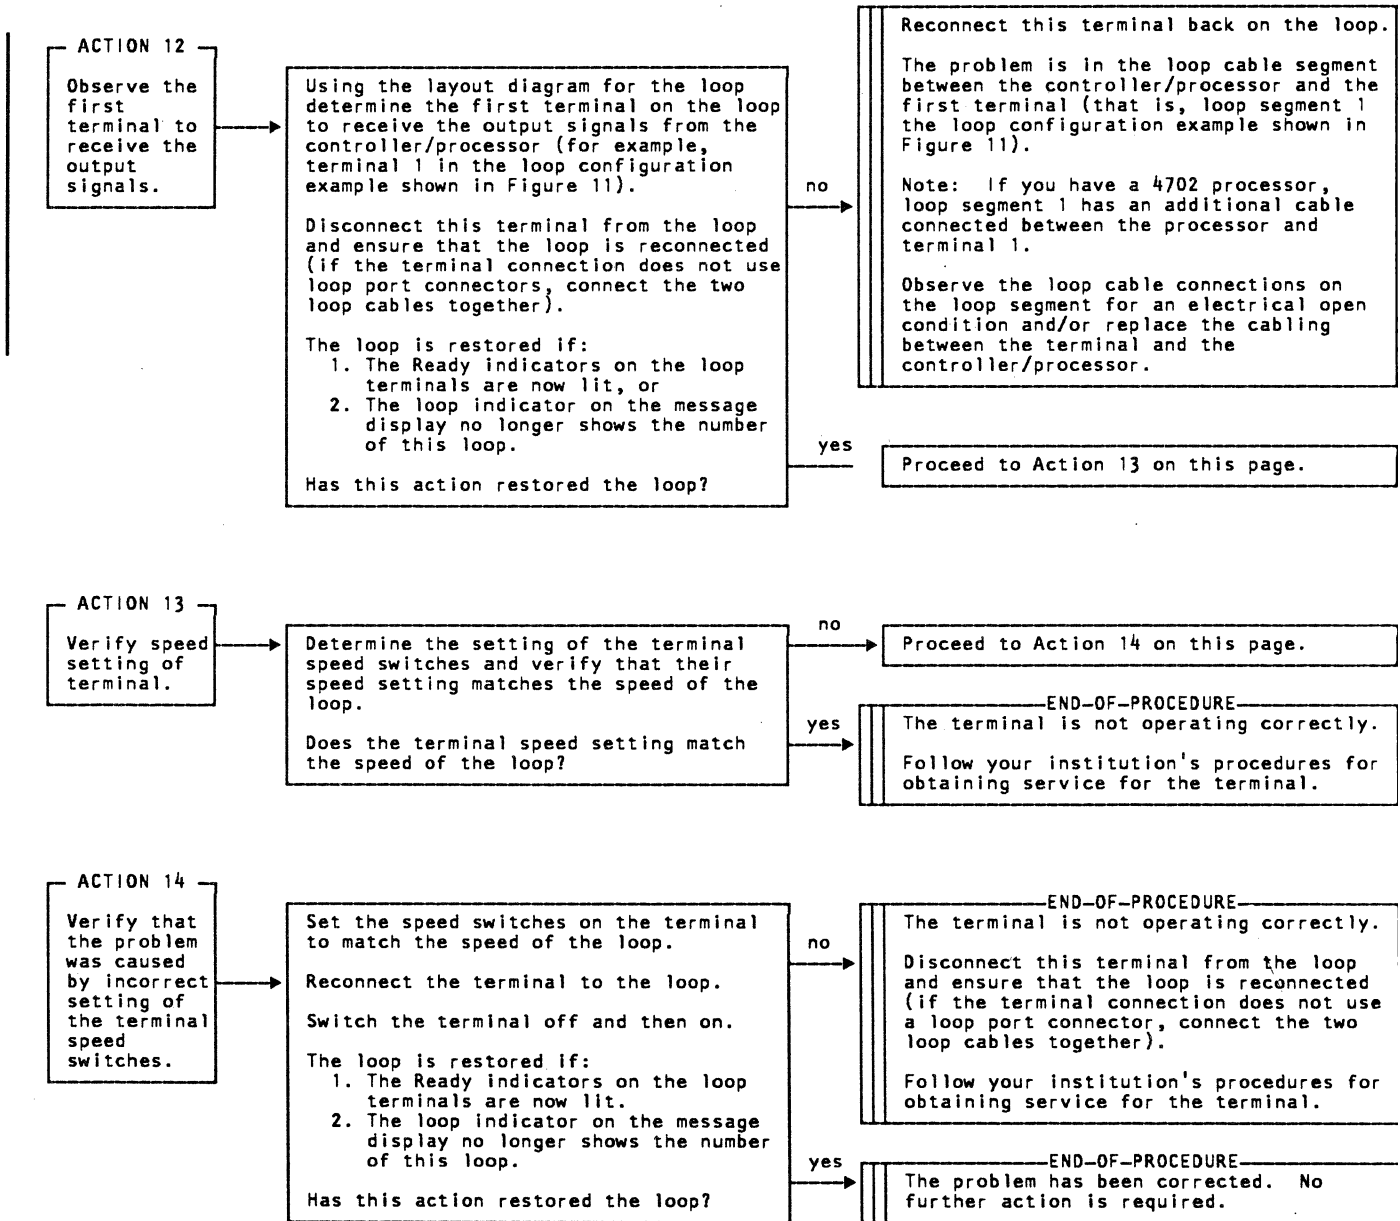 ACTION 12
Observe the
first
terminal to
receive the
output
signals.
Using the layout diagram for the loop
determine the first terminal on the loop
to receive the output signals from the
controller/processor (for example,
terminal 1 in the loop configuration
example shown in Figure 11).
Disconnect this terminal from the loop
and ensure that the loop is reconnected
(if the terminal connection does not use
loop port connectors, connect the two
loop cables together).
The loop is restored if:
1. The Ready indicators on the loop
terminals are now lit, or
2. The loop indicator on the message
display no longer shows the number
of this loop.
Has this action restored the loop?
no
Reconnect this terminal back on the loop.
The problem is in the loop cable segment
between the controller/processor and the
first terminal (that is, loop segment 1
the loop configuration example shown in
Figure 11).
Note: If you have a 4702 processor,
loop segment 1 has an additional cable
connected between the processor and
terminal 1.
Observe the loop cable connections on
the loop segment for an electrical open
condition and/or replace the cabling
between the terminal and the
controller/processor.
yes
Proceed to Action 13 on this page.
ACTION 13
Verify speed
setting of
terminal.
Determine the setting of the terminal
speed switches and verify that their
speed setting matches the speed of the
loop.
Does the terminal speed setting match
the speed of the loop?
no
Proceed to Action 14 on this page.
yes
END-OF-PROCEDURE
The terminal is not operating correctly.
Follow your institution's procedures for
obtaining service for the terminal.
ACTION 14
Verify that
the problem
was caused
by incorrect
setting of
the terminal
speed
switches.
Set the speed switches on the terminal
to match the speed of the loop.
Reconnect the terminal to the loop.
Switch the terminal off and then on.
The loop is restored if:
1. The Ready indicators on the loop
terminals are now lit.
2. The loop indicator on the message
display no longer shows the number
of this loop.
Has this action restored the loop?
no
END-OF-PROCEDURE
The terminal is not operating correctly.
Disconnect this terminal from the loop
and ensure that the loop is reconnected
(if the terminal connection does not use
a loop port connector, connect the two
loop cables together).
Follow your institution's procedures for
obtaining service for the terminal.
yes
END-OF-PROCEDURE
The problem has been corrected. No
further action is required.